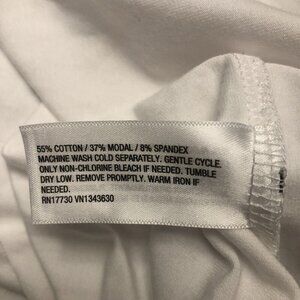 55% COTTON / 37% MODAL / 8% SPANDEX
MACHINE WASH COLD SEPARATELY. GENTLE CYCLE.
ONLY NON-CHLORINE BLEACH IF NEEDED. TUMBLE
DRY LOW. REMOVE PROMPTLY. WARM IRON IF
NEEDED.
RN17730 VN1343630